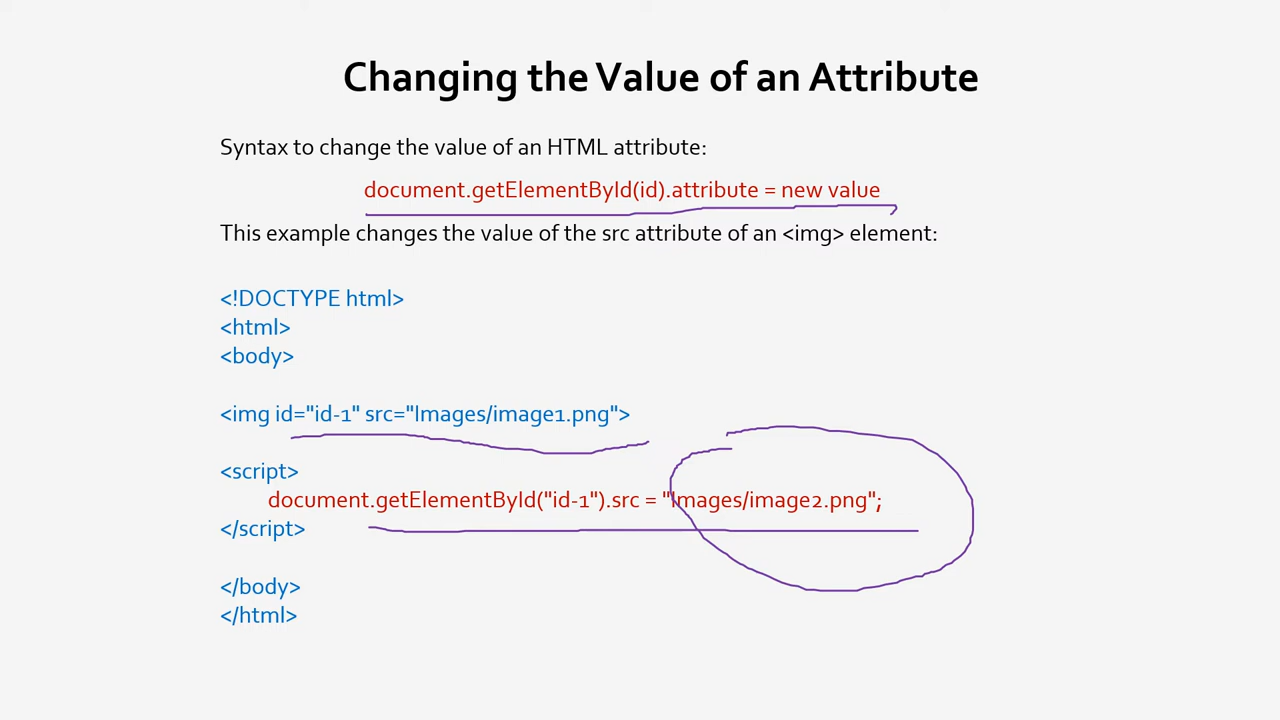 Changing the Value of an Attribute
Syntax to change the value of an HTML attribute:
document.getElementById(id).attribute = new value
This example changes the value of the src attribute of an <img> element:
<!DOCTYPE html>
<html>
<body>
<img id="id-1" src="Images/image1.png">
<script>
document.getElementById("id-1").src = "Images/image2.png";
</script>
</body>
</html>